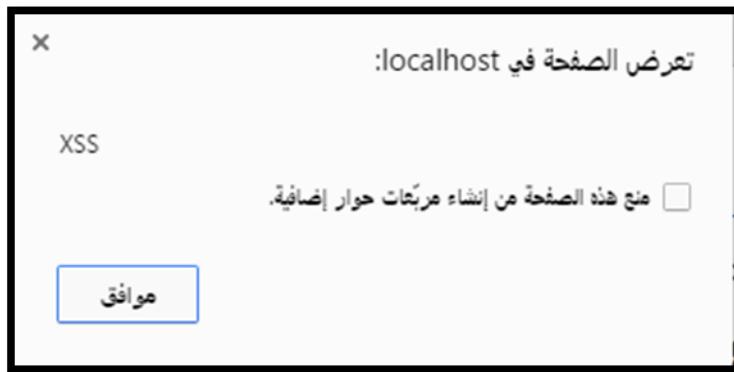 تعرض الصفحة في localhost:
XSS
منع هذه الصفحة من إنشاء مربّعات حوار إضافية.
موافق